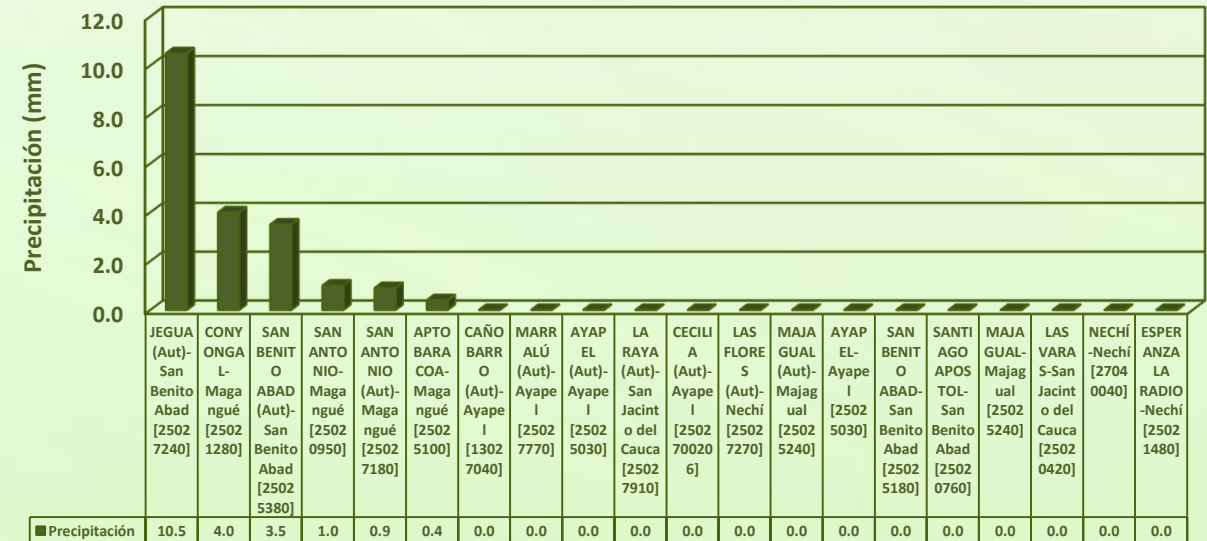 12.0
10.0
8.0
6.0
4.0
2.0
0.0
Precipitación (mm)
JEGUA
(Aut)-
San
Benito
Abad
[2502
7240]
CONY
ONGA
L-
Maga
ngué
[2502
1280]
SAN
BENIT
O
ABAD
(Aut)-
San
Benito
Abad
[2502
5380]
SAN
ANTO
NIO-
Maga
ngué
[2502
0950]
SAN
ANTO
NIO
(Aut)-
Maga
ngué
[2502
7180]
APTO
BARA
COA-
Maga
ngué
[2502
5100]
CAÑO
BARR
O
(Aut)-
Ayape
l
[1302
7040]
MARR
ALÚ
(Aut)-
Ayape
l
[2502
7770]
AYAP
EL
(Aut)-
Ayape
l
[2502
5030]
LA
RAYA
(Aut)-
San
Jacint
o del
Cauca
[2502
7910]
CECILI
A
(Aut)-
Ayape
l
[2502
70020
6]
LAS
FLORE
S
(Aut)-
Nechí
[2502
7270]
MAJA
GUAL
(Aut)-
Majag
ual
[2502
5240]
AYAP
EL-
Ayape
l
[2502
5030]
SAN
BENIT
O
ABAD-
San
Benito
Abad
[2502
5180]
SANTI
AGO
APOS
TOL-
San
Benito
Abad
[2502
0760]
MAJA
GUAL-
Majag
ual
[2502
5240]
LAS
VARA
S-San
Jacint
o del
Cauca
[2502
0420]
NECHÍ
-Nechí
[2704
0040]
ESPER
ANZA
LA
RADIO
-Nechí
[2502
1480]
Precipitación 10.5 4.0 3.5 1.0 0.9 0.4 0.0 0.0 0.0 0.0 0.0 0.0 0.0 0.0 0.0 0.0 0.0 0.0 0.0 0.0